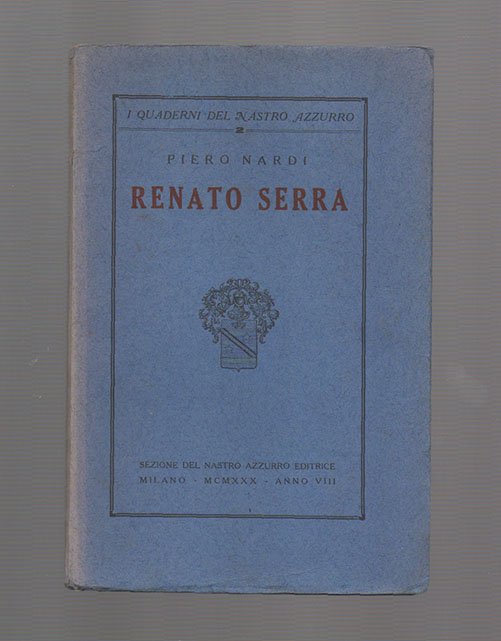 I QUADERNI DEL NASTRO AZZURRO
2
PIERO NARDI
RENATO SERRA
SEZIONE DEL NASTRO AZZURRO EDITRICE
MILANO · MCMXXX · ANNO VIII